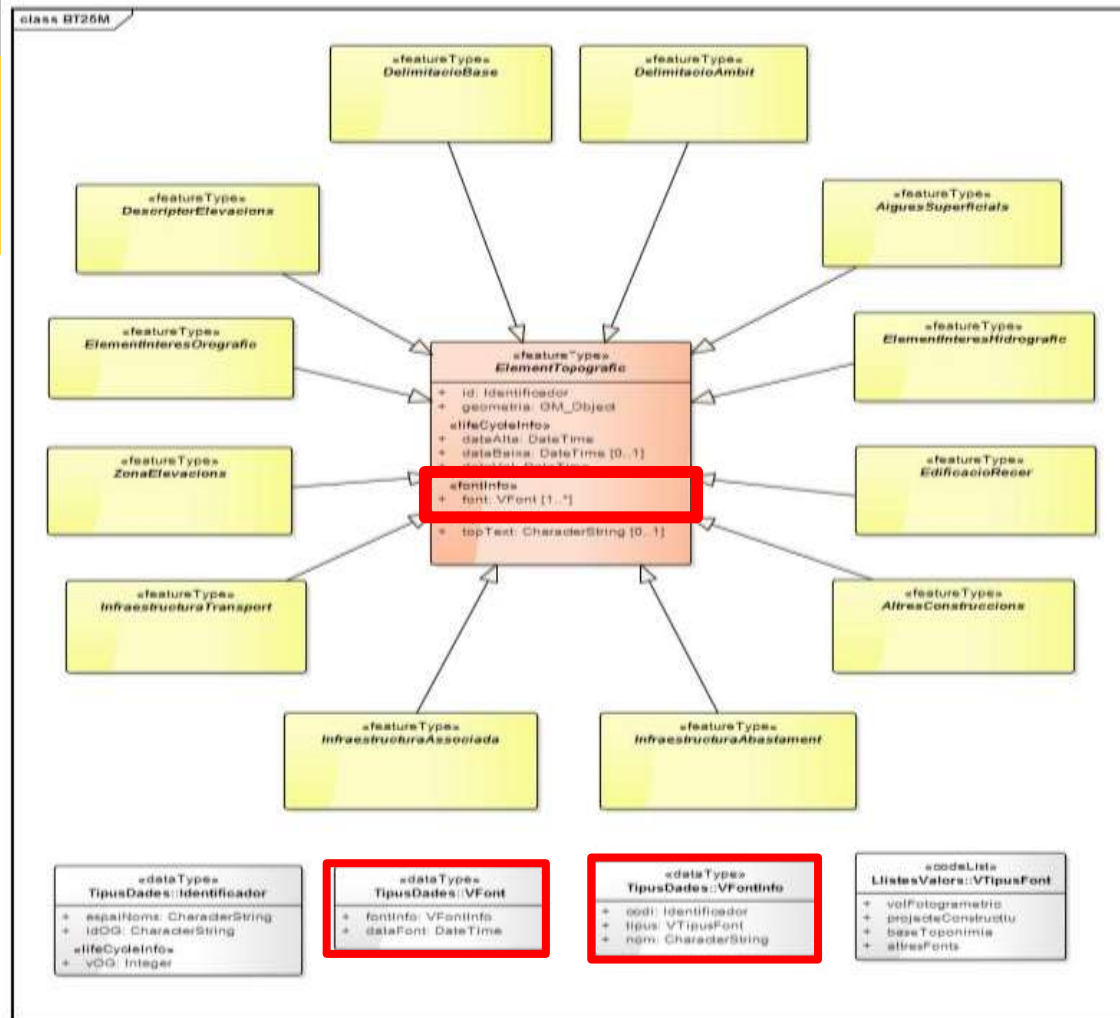 class BT25M
«featureType»
DelimitacioBase
«featureType»
DelimitacioAmbit
«featureType»
DescriptorElevacions
«featureType»
AiguesSuperficials
«featureType»
ElementInteresOrografic
«featureType»
ElementInteresHidrografic
«featureType»
ElementTopografic
+ id: Identificador
+ geometria: GM_Object
«lifeCycleInfo»
+ dataAlta: DateTime
+ dataBaixa: DateTime [0..1]
«fontInfo»
+ font: VFont [1..*]
+ topText: CharacterString [0..1]
«featureType»
ZonaElevacions
«featureType»
EdificacioRecer
«featureType»
InfraestructuraTransport
«featureType»
AltresConstruccions
«featureType»
InfraestructuraAssociada
«featureType»
InfraestructuraAbastament
«dataType»
TipusDades::Identificador
+ espaiNoms: CharacterString
+ idOG: CharacterString
«lifeCycleInfo»
+ vOG: Integer
«dataType»
TipusDades::VFont
+ fontInfo: VFontInfo
+ dataFont: DateTime
«dataType»
TipusDades::VFontInfo
+ codi: Identificador
+ tipus: VTipusFont
+ nom: CharacterString
«codeList»
LlistesValors::VTipusFont
+ volFotogrametric
+ projecteConstructiu
+ baseToponimia
+ altresFonts